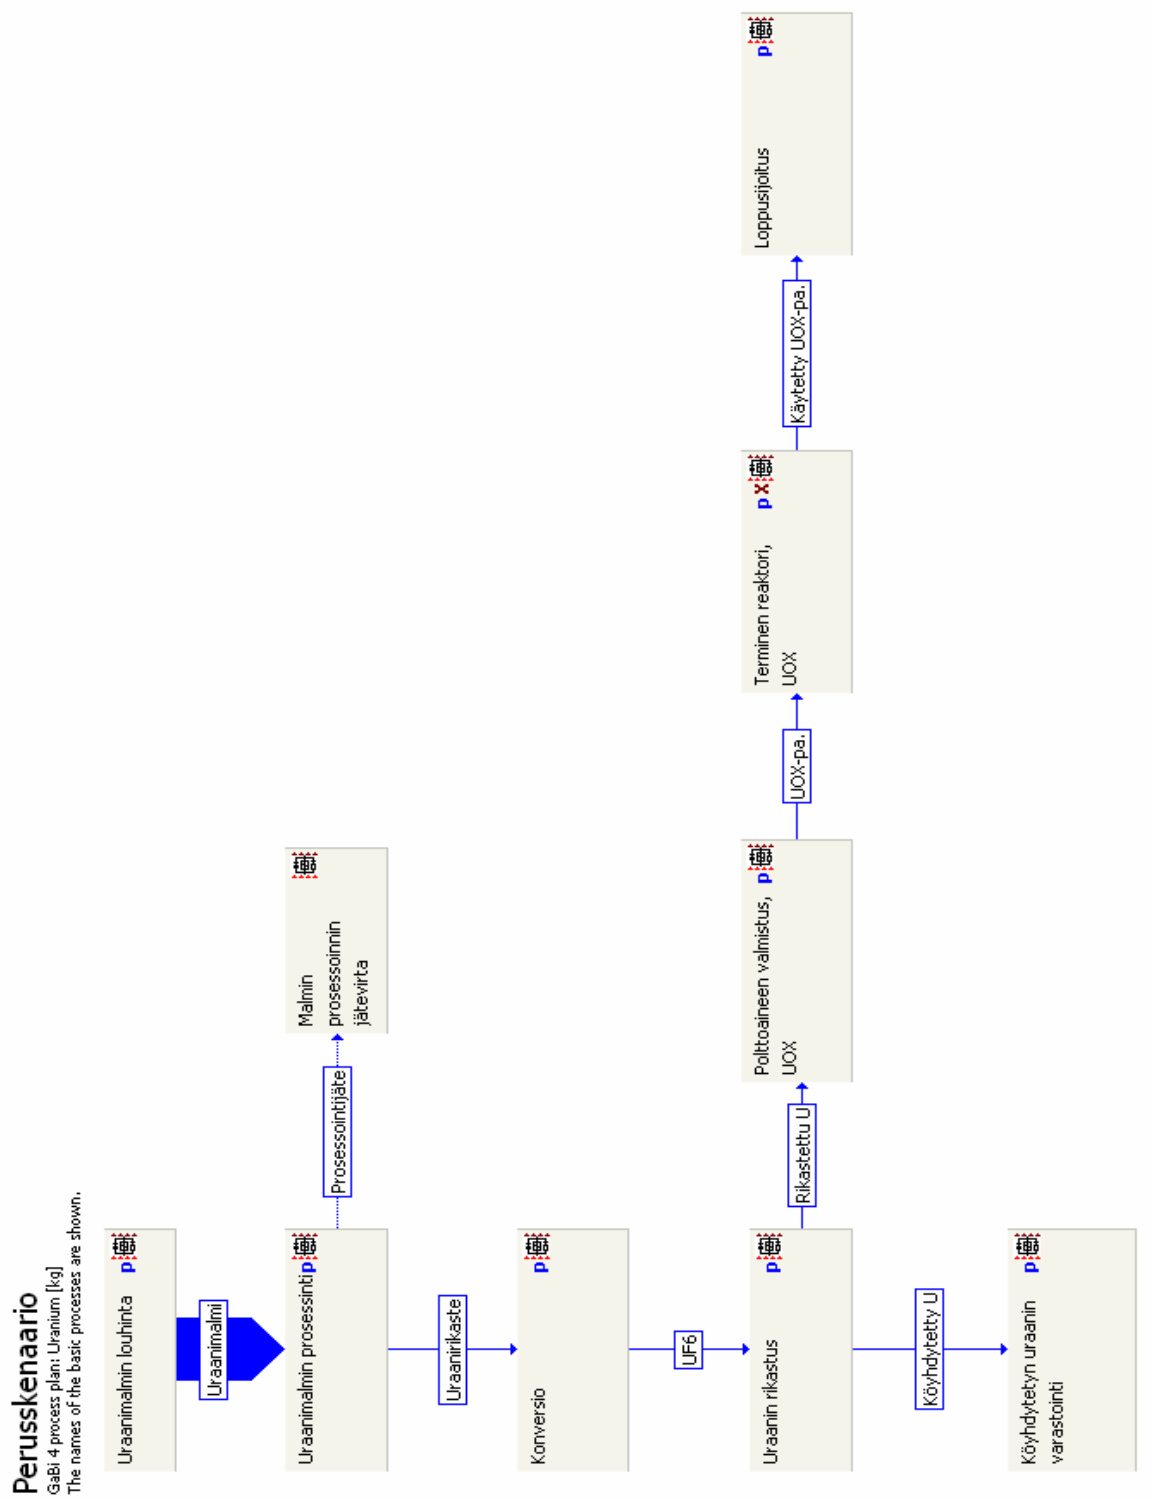 Perusskenaario
GaBi 4 process plan: Uranium [kg]
The names of the basic processes are shown.
Uraanimalmin louhinta
p
Uraanimalmi
Uraanimalmin prosessinti
p
Prosessointijäte
Malmin
prosessoinnin
jätevirta
Uraanirikaste
Konversio
p
UF6
Uraanin rikastus
p
Rikastettu U
Polttoaineen valmistus,
UOX
p
UOX-pa.
Terminen reaktori,
UOX
p X
Käytetty UOX-pa.
Loppusijoitus
p
Köyhdytetty U
Köyhdytetyn uraanin
varastointi
p